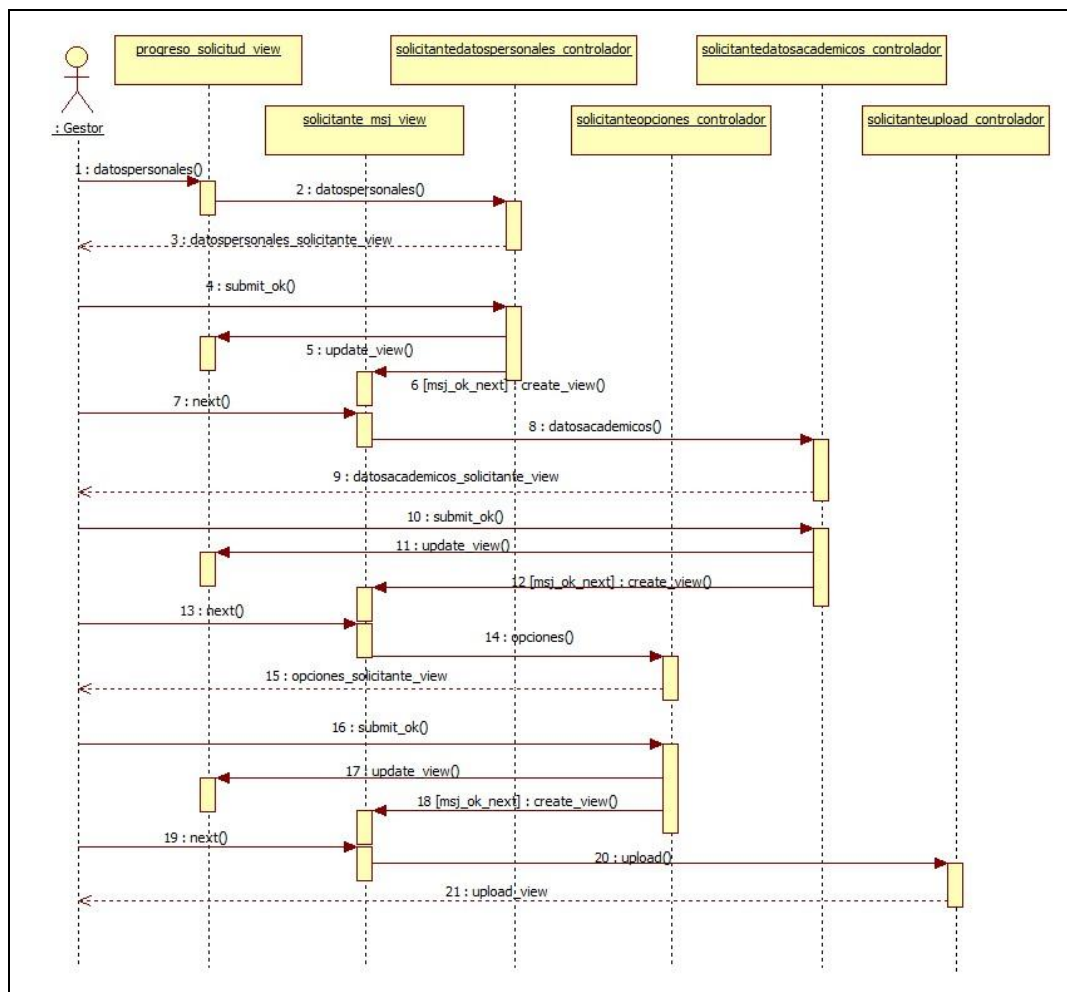 progreso_solicitud_view
solicitantedatospersonales_controlador
solicitantedatosacademicos_controlador
solicitante_msj_view
solicitanteopciones_controlador
solicitanteupload_controlador
: Gestor
1 : datospersonales()
2 : datospersonales()
3 : datospersonales_solicitante_view
4 : submit_ok()
5 : update_view()
6 [msj_ok_next] : create_view()
7 : next()
8 : datosacademicos()
9 : datosacademicos_solicitante_view
10 : submit_ok()
11 : update_view()
12 [msj_ok_next] : create_view()
13 : next()
14 : opciones()
15 : opciones_solicitante_view
16 : submit_ok()
17 : update_view()
18 [msj_ok_next] : create_view()
19 : next()
20 : upload()
21 : upload_view